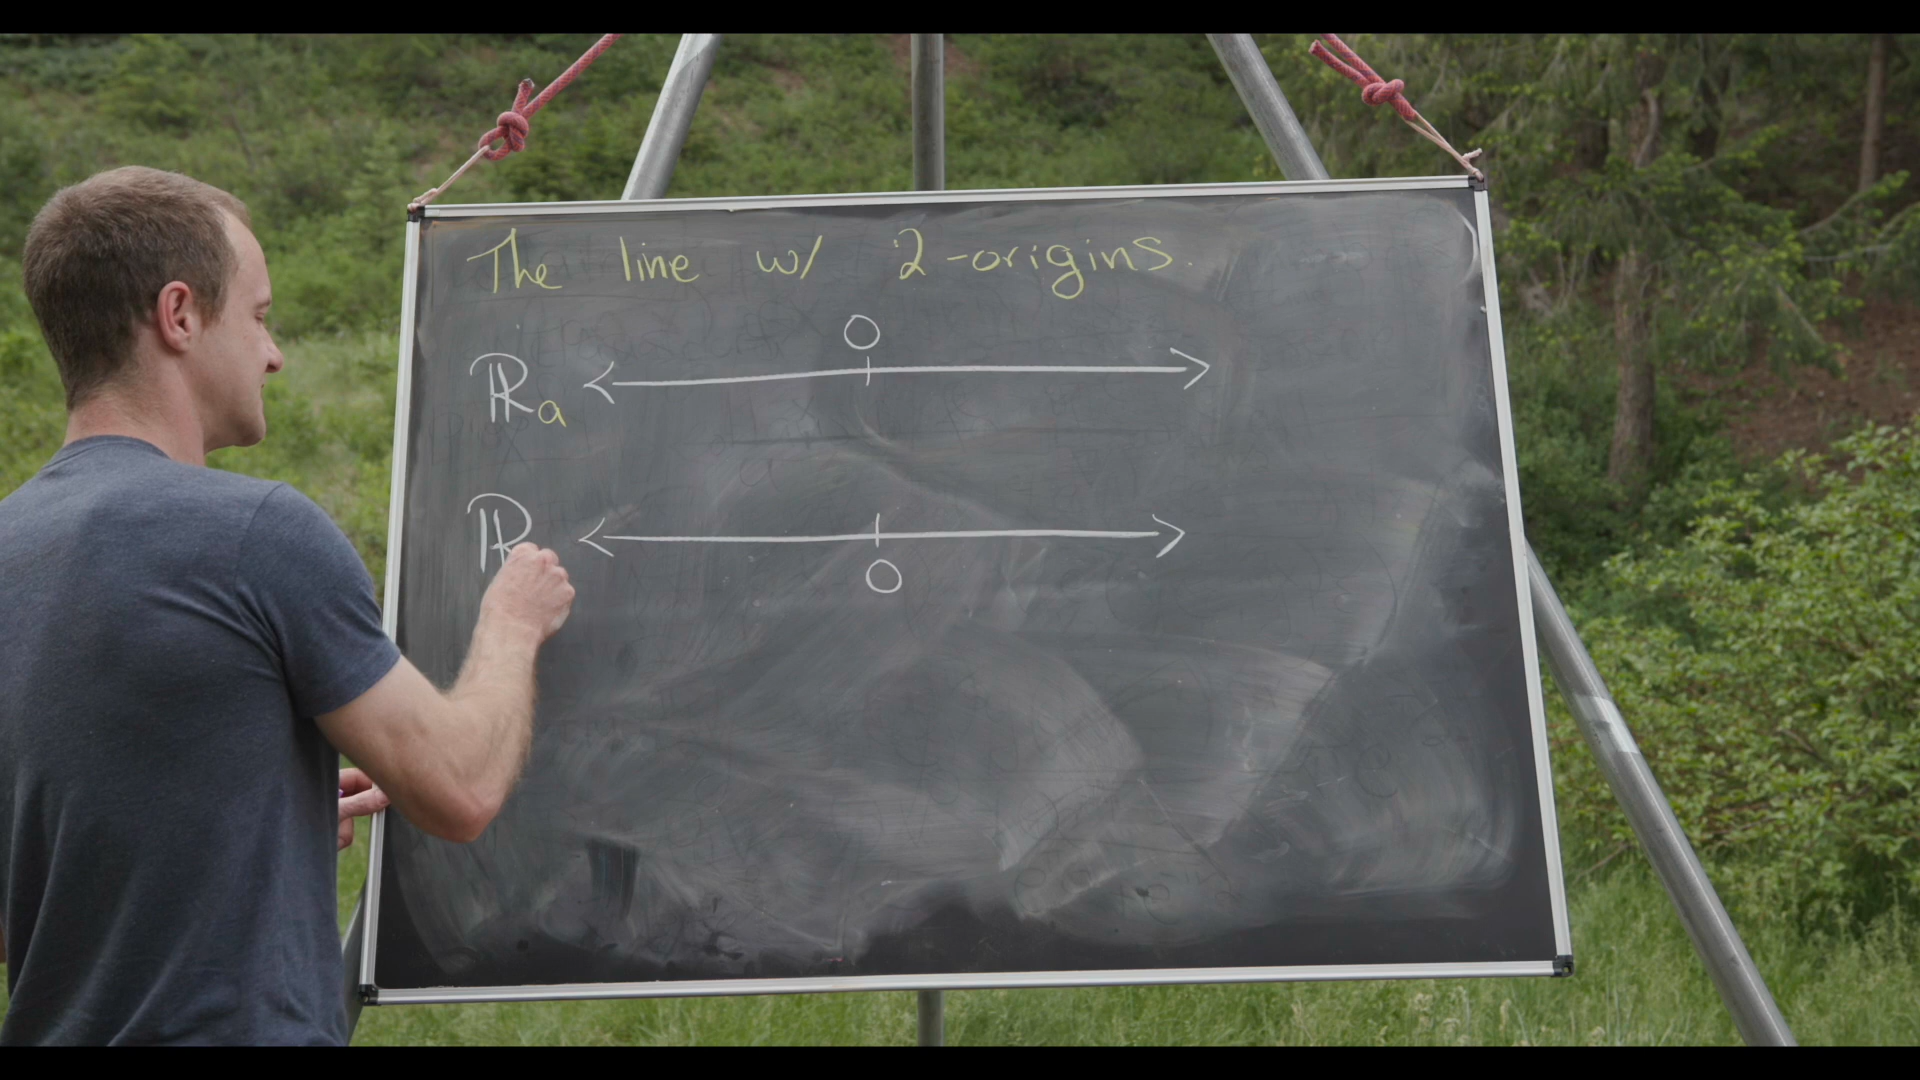 The line w/ 2-origins.
0
ℝa
ℝ
0